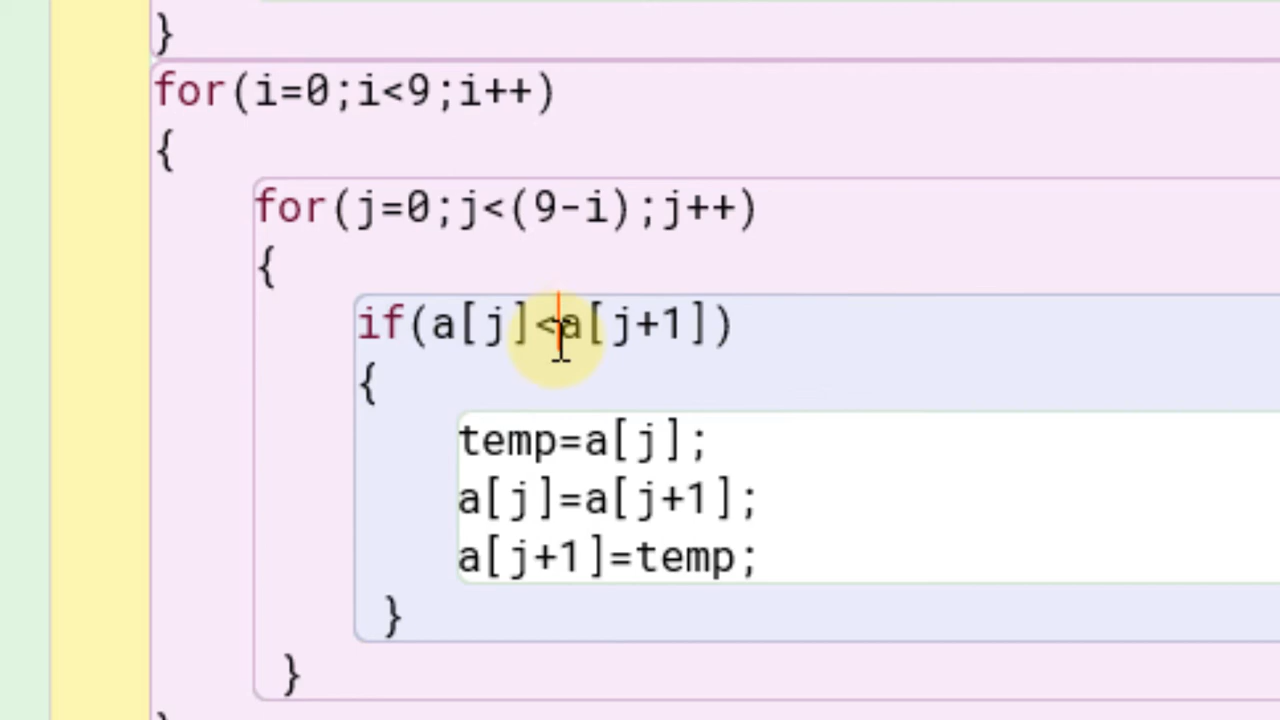 }
for(i=0;i<9;i++)
{
for(j=0;j<(9-i);j++)
{
if(a[j]<a[j+1])
{
temp=a[j];
a[j]=a[j+1];
a[j+1]=temp;
}
}
}